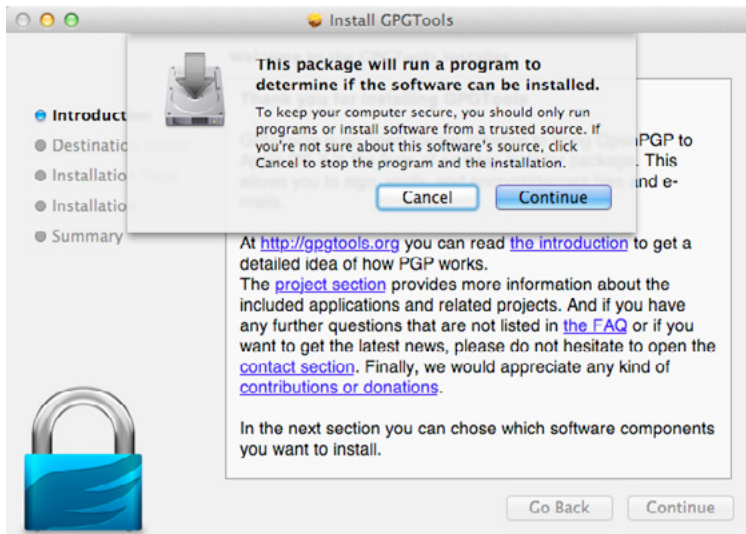 Install GPGTools
This package will run a program to
determine if the software can be installed.
To keep your computer secure, you should only run
programs or install software from a trusted source. If
you're not sure about this software's source, click
Cancel to stop the program and the installation.
Cancel
Continue
Introduct
Destinatio
Installatio
Installatio
Summary
OpenPGP to
package. This
and e-
mails.
At http://gpgtools.org you can read the introduction to get a
detailed idea of how PGP works.
The project section provides more information about the
included applications and related projects. And if you have
any further questions that are not listed in the FAQ or if you
want to get the latest news, please do not hesitate to open the
contact section. Finally, we would appreciate any kind of
contributions or donations.
In the next section you can chose which software components
you want to install.
Go Back
Continue